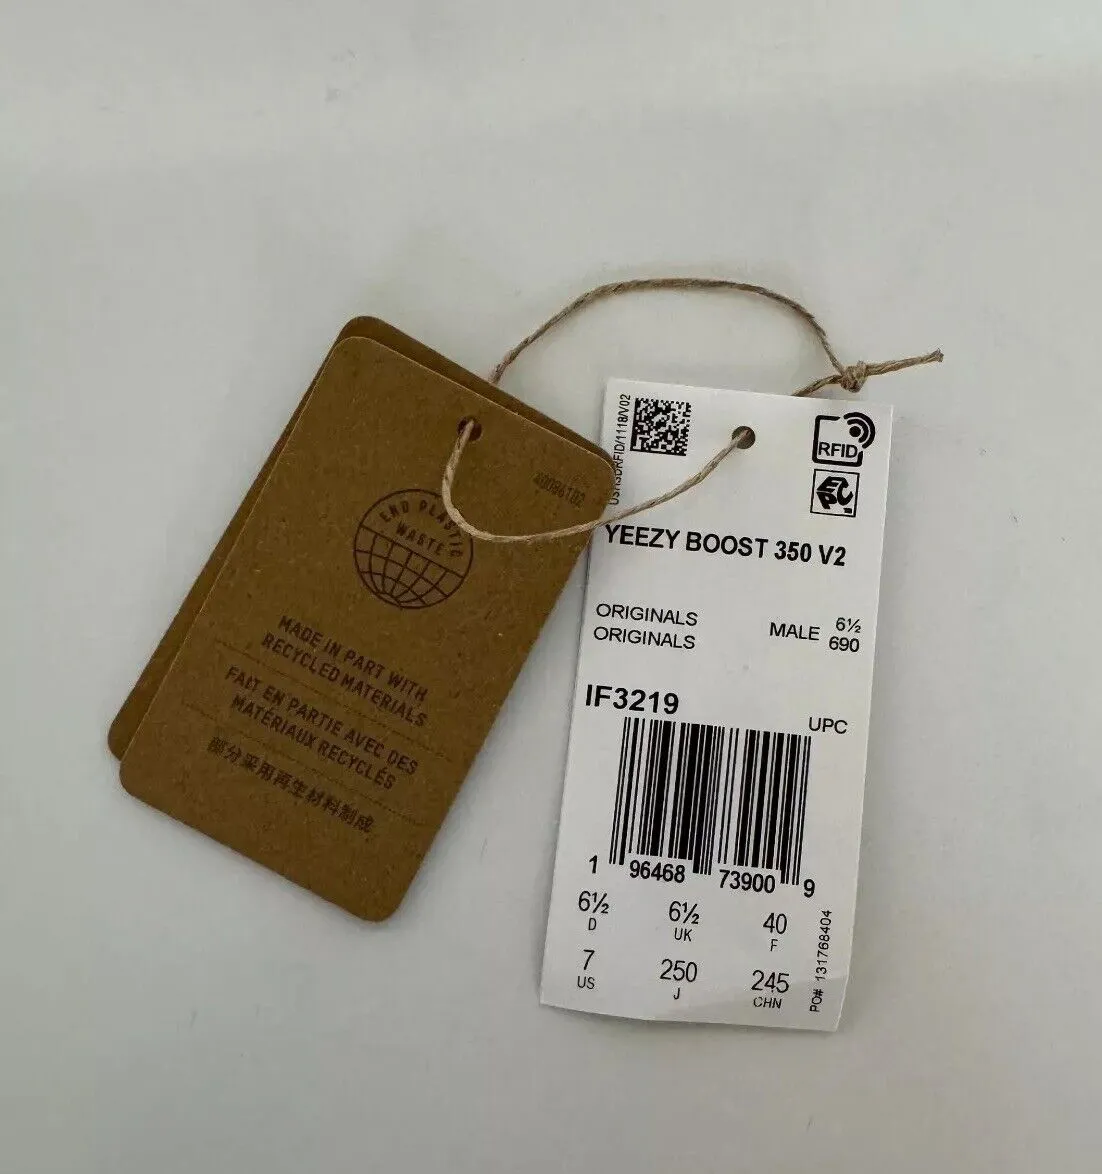 40086102
END PLASTIC
WASTE
MADE IN PART WITH
RECYCLED MATERIALS
FAIT EN PARTIE AVEC DES
MATÉRIAUX RECYCLÉS
部分采用再生材料制成
RFID
EPC
YEEZY BOOST 350 V2
ORIGINALS
ORIGINALS
MALE
6½
690
IF3219
UPC
1 96468 73900 9
6½ 6½ 40
D UK F
7 250 245
US J CHN
PO# 131768404